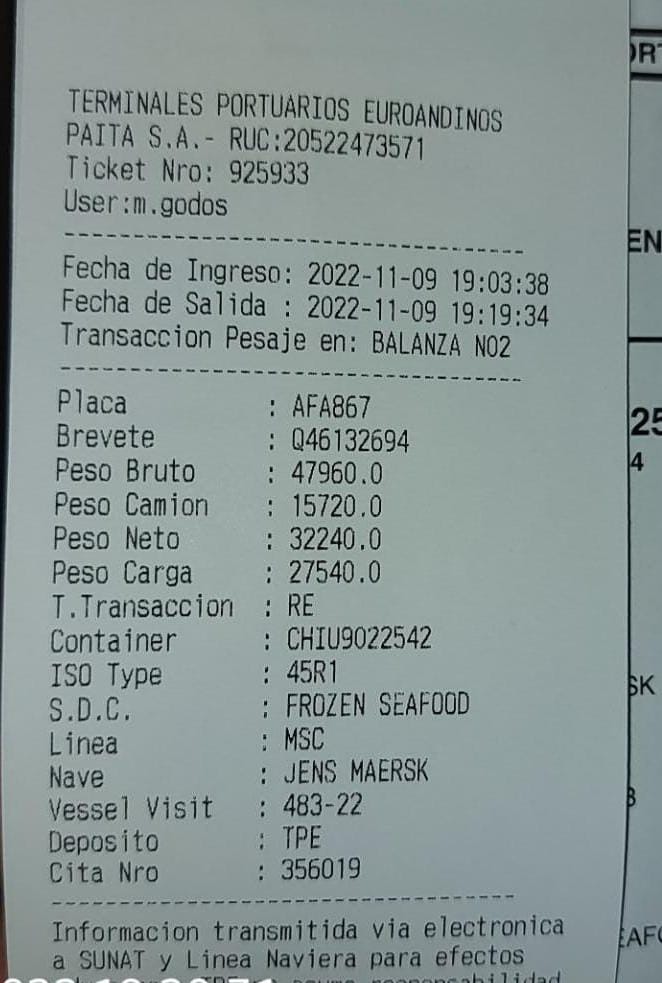 TERMINALES PORTUARIOS EUROANDINOS
PAITA S.A.- RUC:20522473571
Ticket Nro: 925933
User:m.godos
Fecha de Ingreso: 2022-11-09 19:03:38
Fecha de Salida : 2022-11-09 19:19:34
Transaccion Pesaje en: BALANZA N02
Placa : AFA867
Brevete : Q46132694
Peso Bruto : 47960.0
Peso Camion : 15720.0
Peso Neto : 32240.0
Peso Carga : 27540.0
T.Transaccion : RE
Container : CHIU9022542
ISO Type : 45R1
S.D.C. : FROZEN SEAFOOD
Linea : MSC
Nave : JENS MAERSK
Vessel Visit : 483-22
Deposito : TPE
Cita Nro : 356019
Informacion transmitida via electronica
a SUNAT y Linea Naviera para efectos
responsabilidad